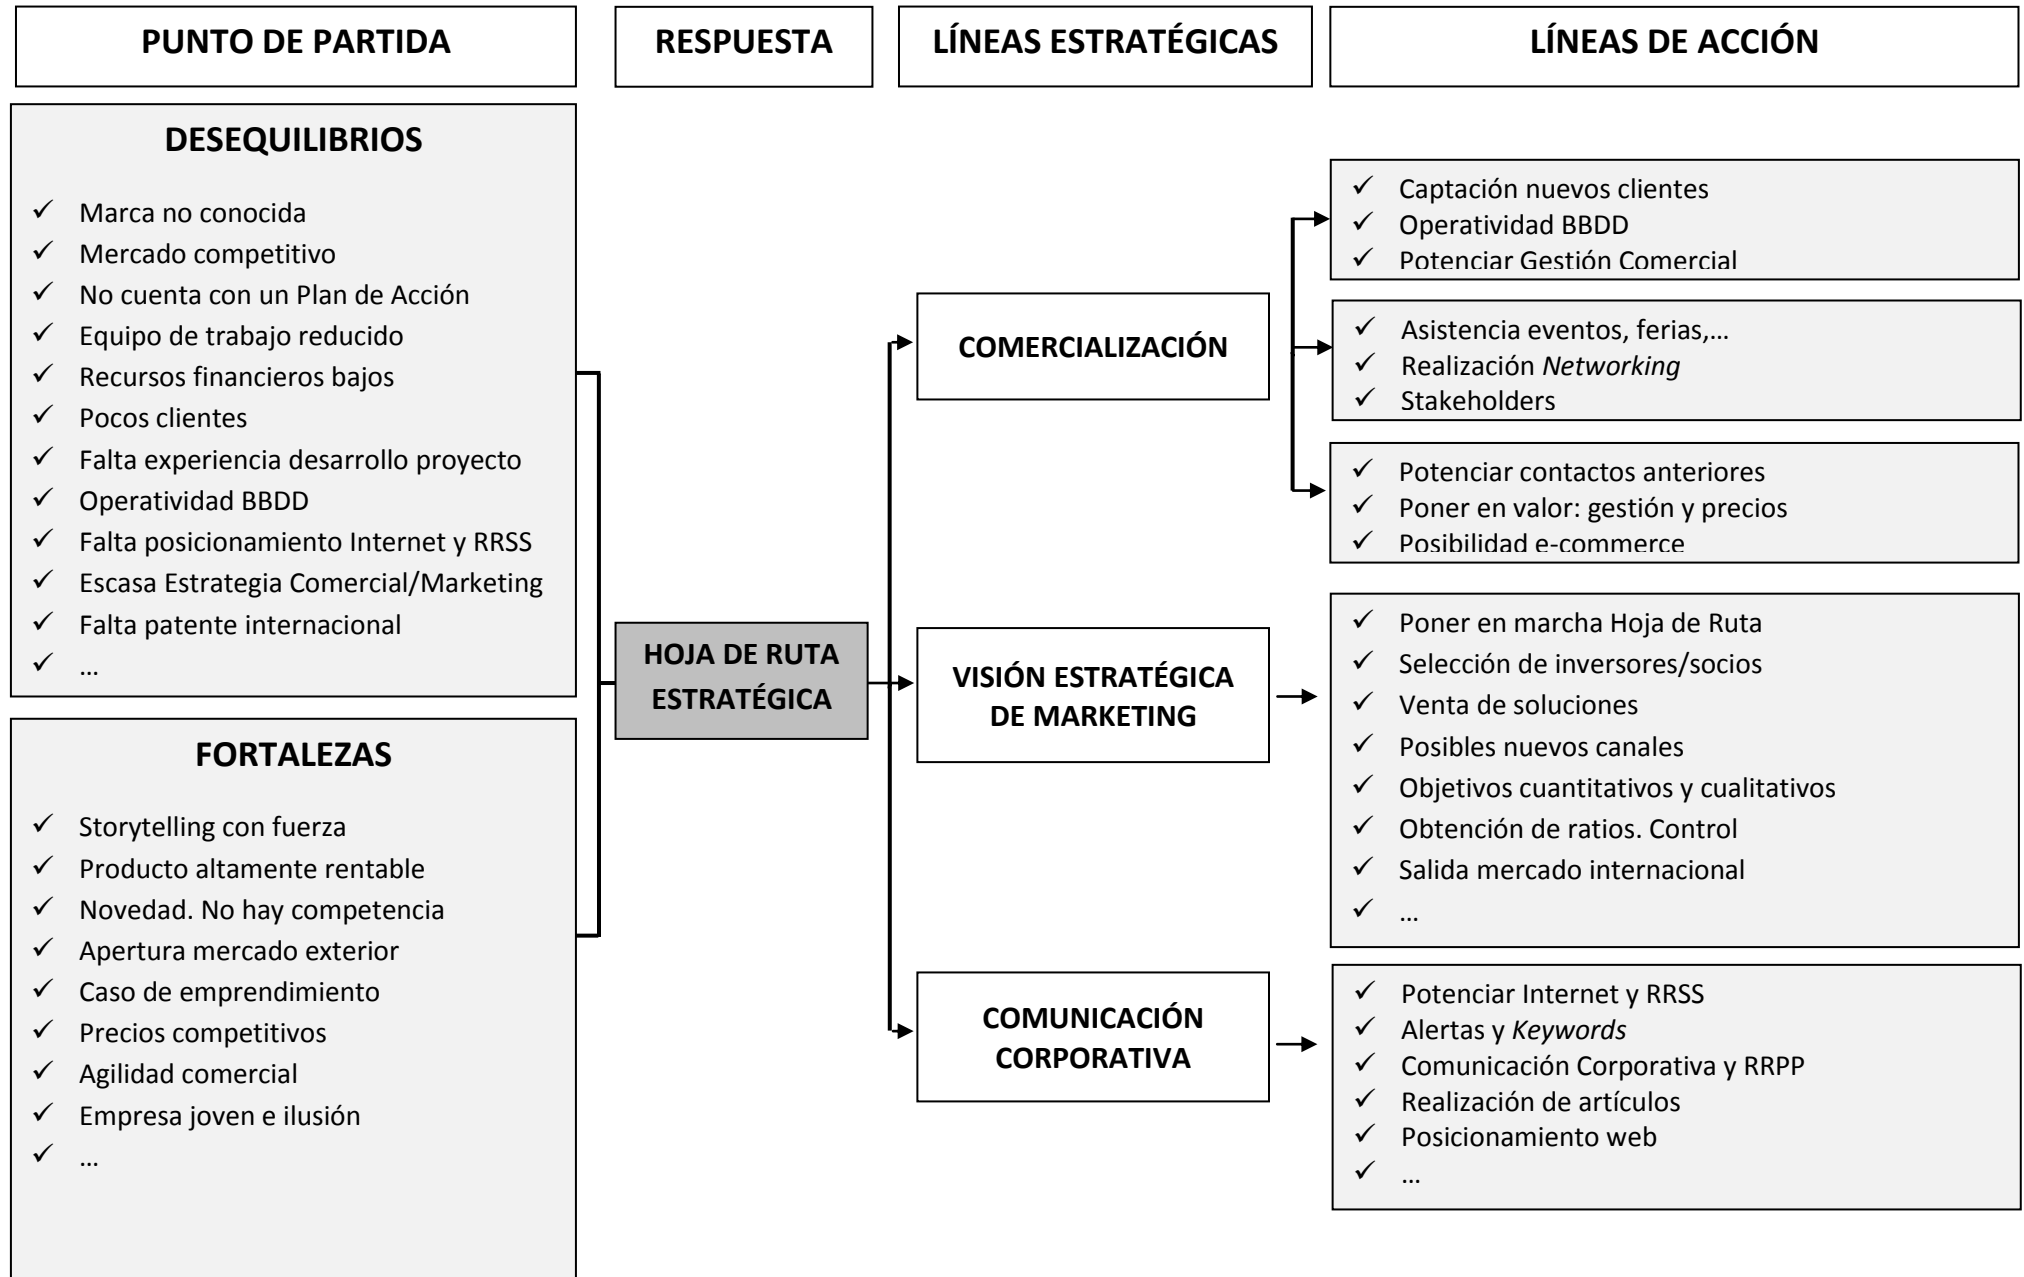 PUNTO DE PARTIDA
RESPUESTA
LÍNEAS ESTRATÉGICAS
LÍNEAS DE ACCIÓN
DESEQUILIBRIOS
✓ Marca no conocida
✓ Mercado competitivo
✓ No cuenta con un Plan de Acción
✓ Equipo de trabajo reducido
✓ Recursos financieros bajos
✓ Pocos clientes
✓ Falta experiencia desarrollo proyecto
✓ Operatividad BBDD
✓ Falta posicionamiento Internet y RRSS
✓ Escasa Estrategia Comercial/Marketing
✓ Falta patente internacional
✓ …
FORTALEZAS
✓ Storytelling con fuerza
✓ Producto altamente rentable
✓ Novedad. No hay competencia
✓ Apertura mercado exterior
✓ Caso de emprendimiento
✓ Precios competitivos
✓ Agilidad comercial
✓ Empresa joven e ilusión
✓ …
HOJA DE RUTA
ESTRATÉGICA
COMERCIALIZACIÓN
VISIÓN ESTRATÉGICA
DE MARKETING
COMUNICACIÓN
CORPORATIVA
✓ Captación nuevos clientes
✓ Operatividad BBDD
✓ Potenciar Gestión Comercial
✓ Asistencia eventos, ferias,…
✓ Realización Networking
✓ Stakeholders
✓ Potenciar contactos anteriores
✓ Poner en valor: gestión y precios
✓ Posibilidad e-commerce
✓ Poner en marcha Hoja de Ruta
✓ Selección de inversores/socios
✓ Venta de soluciones
✓ Posibles nuevos canales
✓ Objetivos cuantitativos y cualitativos
✓ Obtención de ratios. Control
✓ Salida mercado internacional
✓ …
✓ Potenciar Internet y RRSS
✓ Alertas y Keywords
✓ Comunicación Corporativa y RRPP
✓ Realización de artículos
✓ Posicionamiento web
✓ …